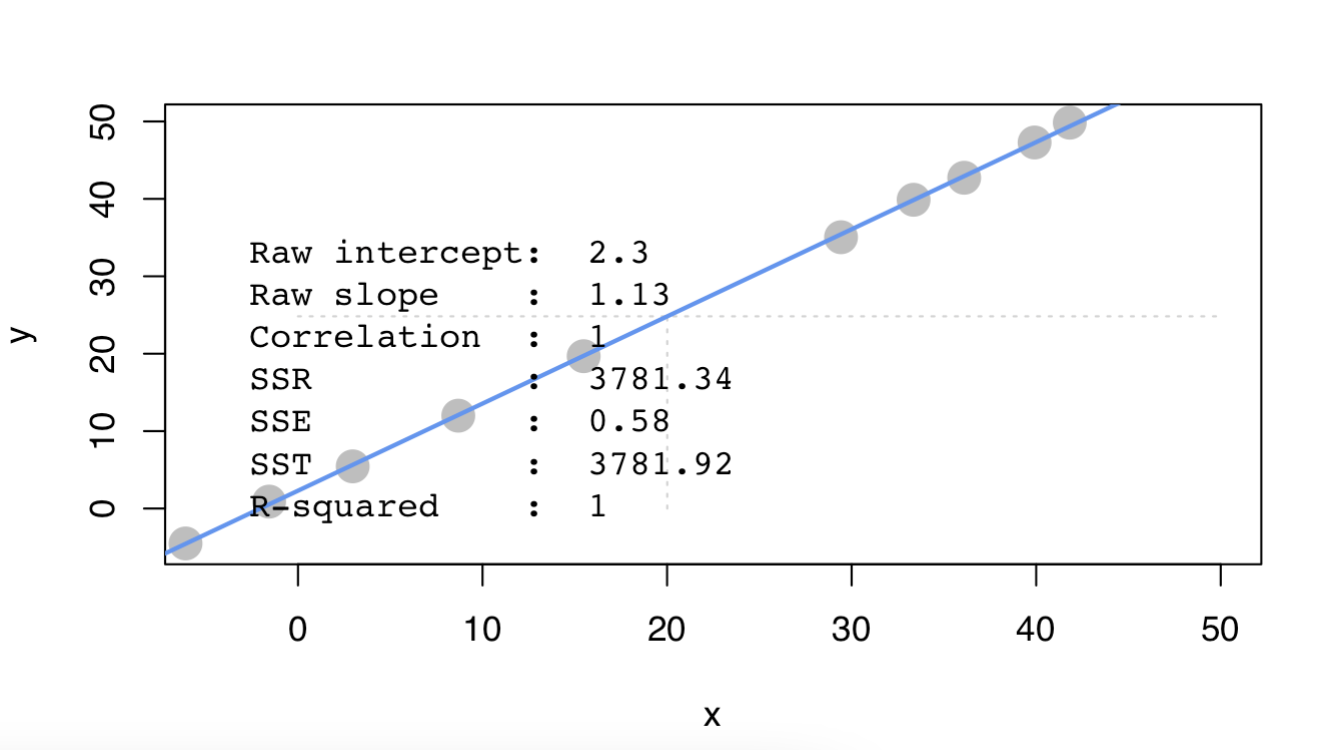 50
40
30
20
10
0
y
Raw intercept:  2.3
Raw slope    :  1.13
Correlation  :  1
SSR          :  3781.34
SSE          :  0.58
SST          :  3781.92
R-squared    :  1
0 10 20 30 40 50
x